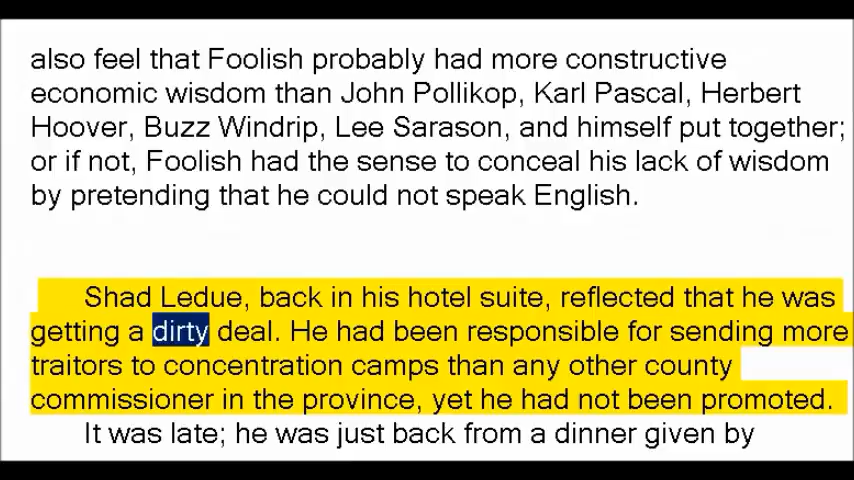 also feel that Foolish probably had more constructive
economic wisdom than John Pollikop, Karl Pascal, Herbert
Hoover, Buzz Windrip, Lee Sarason, and himself put together;
or if not, Foolish had the sense to conceal his lack of wisdom
by pretending that he could not speak English.
Shad Ledue, back in his hotel suite, reflected that he was
getting a dirty deal. He had been responsible for sending more
traitors to concentration camps than any other county
commissioner in the province, yet he had not been promoted.
It was late; he was just back from a dinner given by